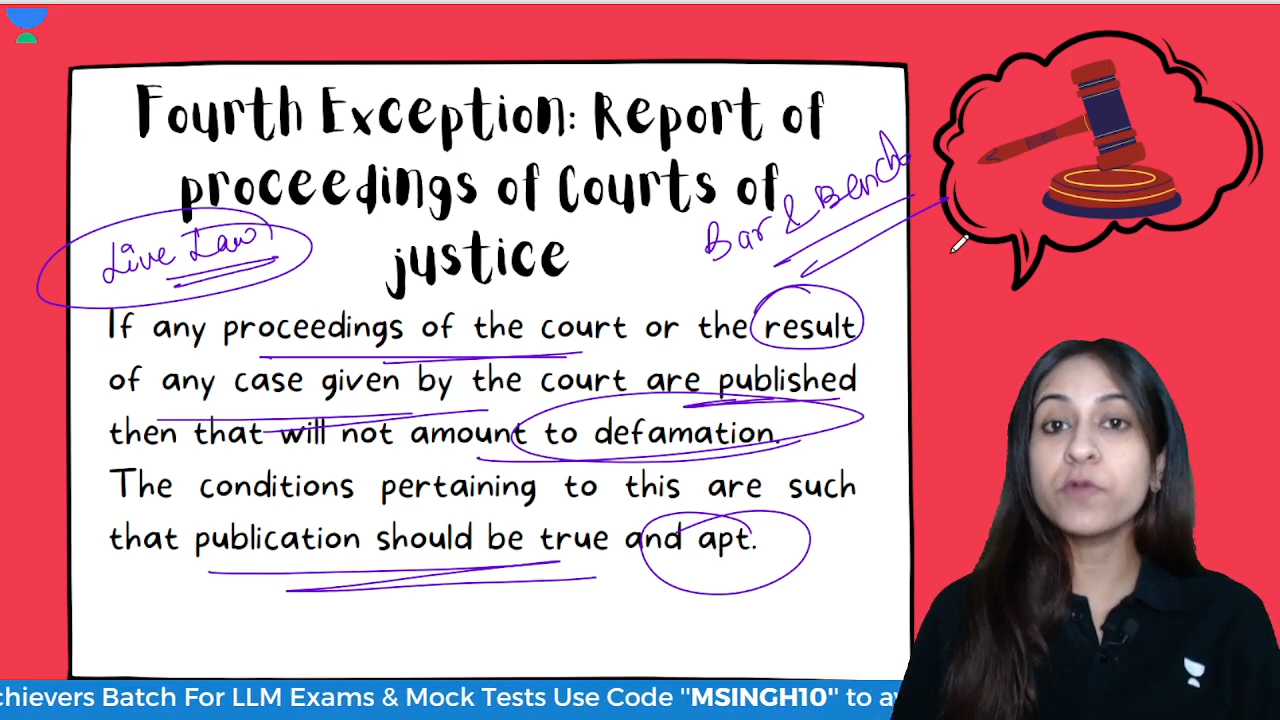 Fourth Exception: Report of
proceedings of Courts of
justice
Bar & Bench
Live Law
If any proceedings of the court or the result
of any case given by the court are published
then that will not amount to defamation.
The conditions pertaining to this are such
that publication should be true and apt.
chievers Batch For LLM Exams & Mock Tests Use Code "MSINGH10" to av